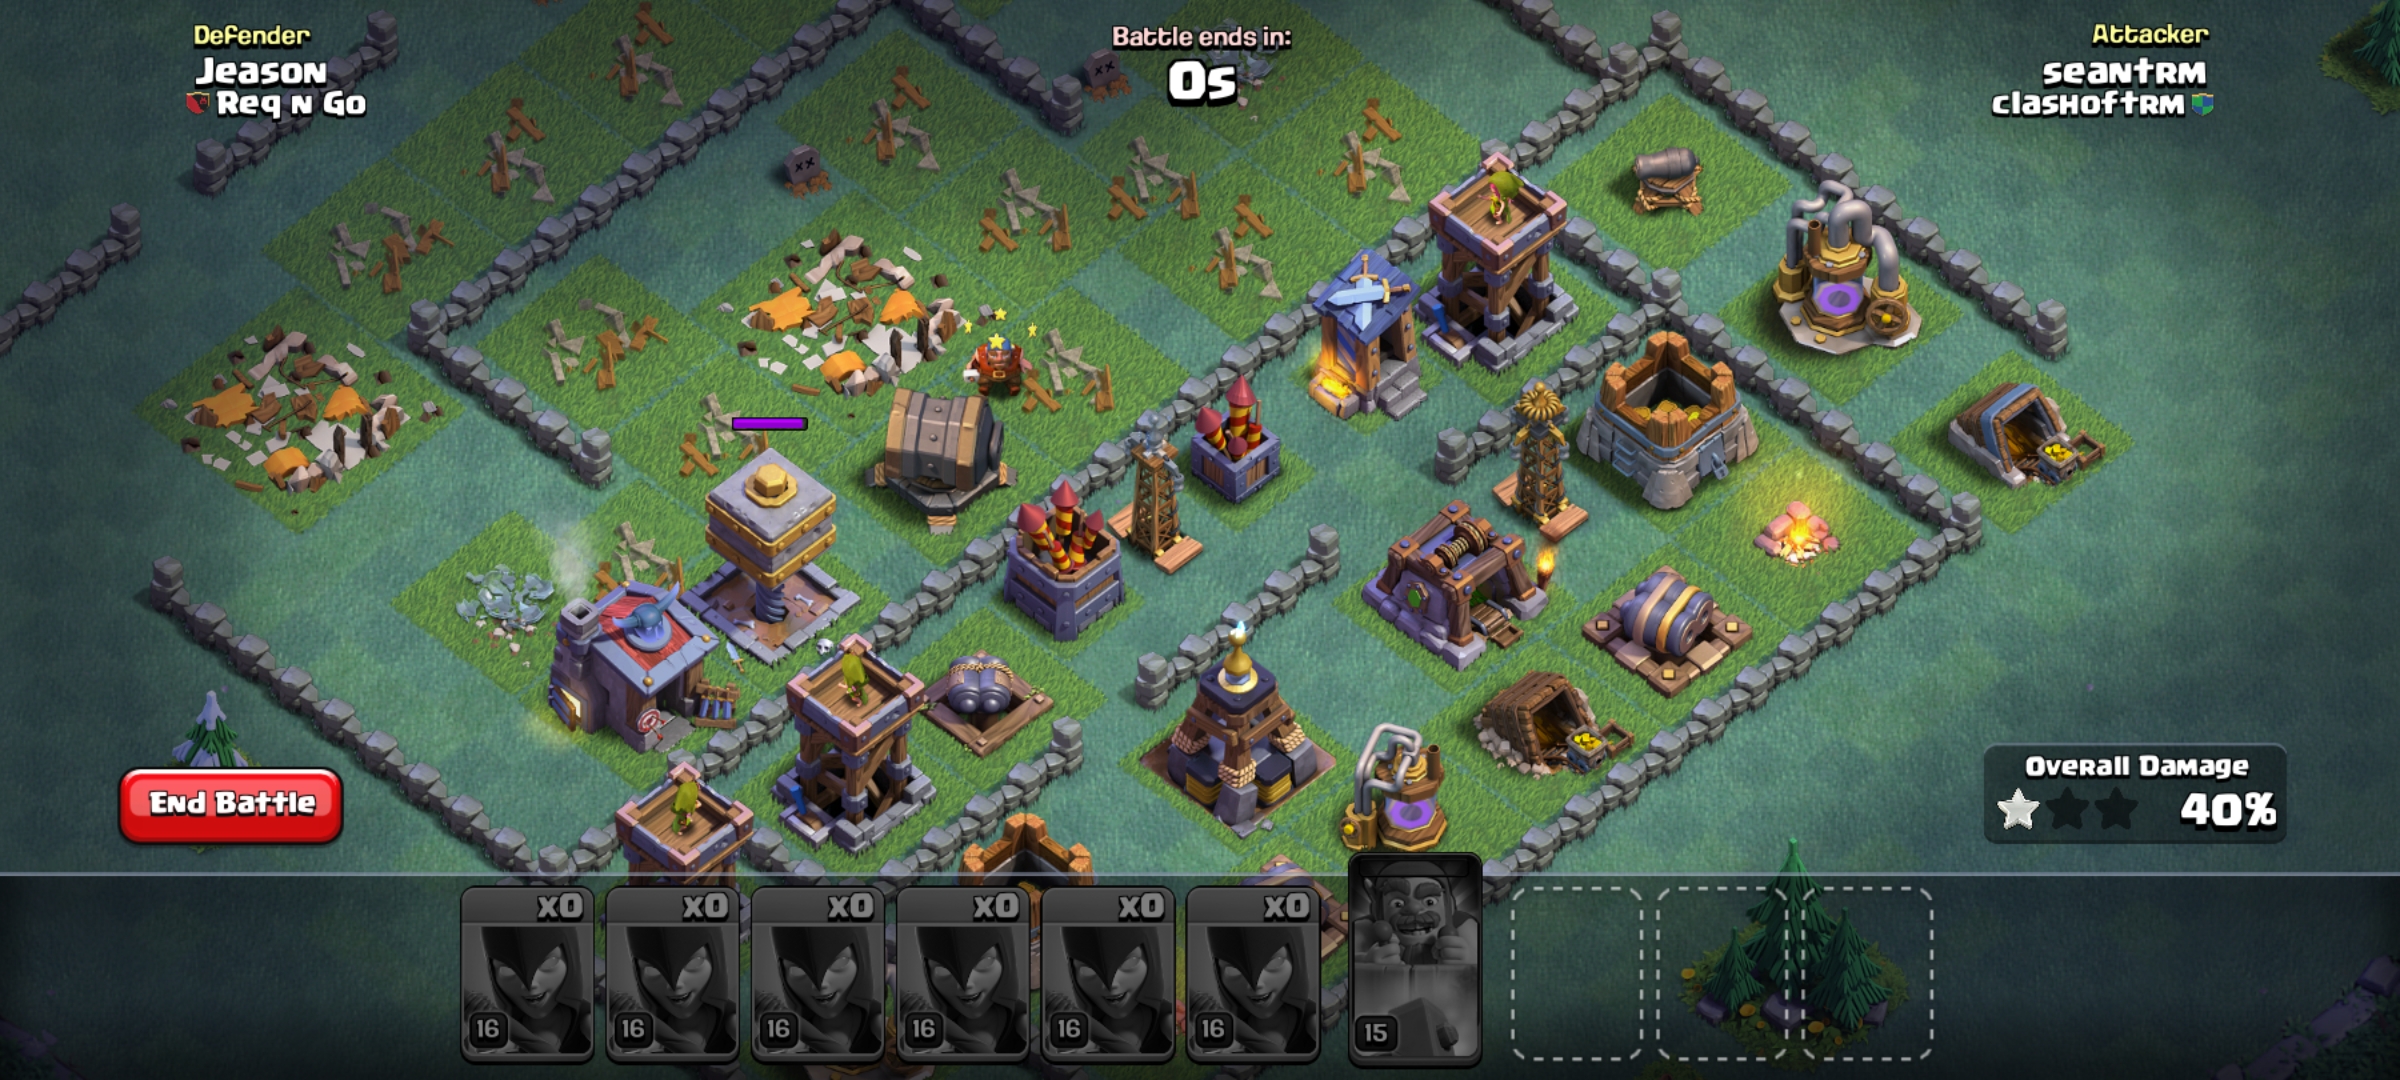 Defender
Jeason
Req n Go
Battle ends in:
0s
Attacker
seantRM
clashoftRM
End Battle
Overall Damage
40%
x0
x0
x0
x0
x0
x0
16
16
16
16
16
16
15